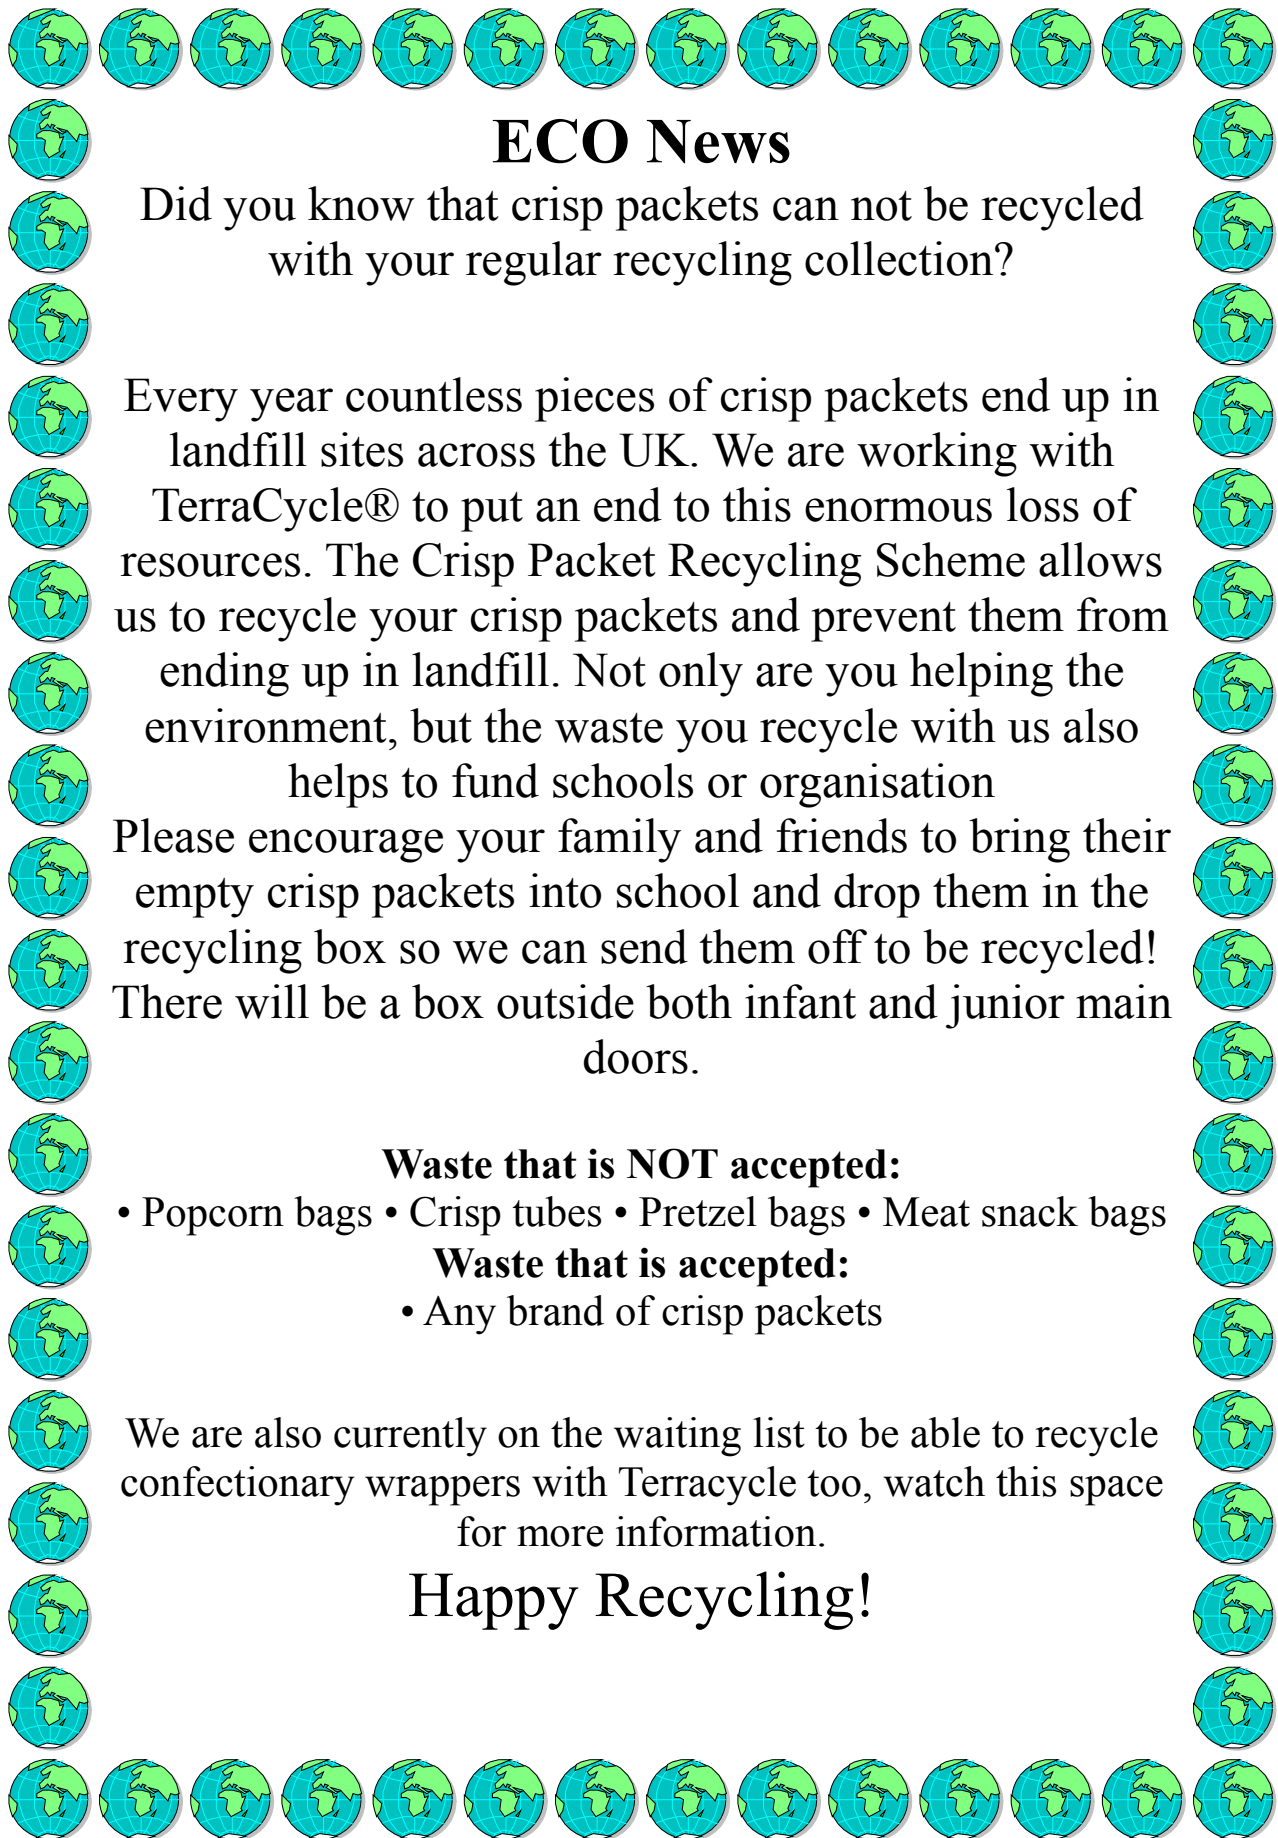 ECO News
Did you know that crisp packets can not be recycled
with your regular recycling collection?
Every year countless pieces of crisp packets end up in
landfill sites across the UK. We are working with
TerraCycle® to put an end to this enormous loss of
resources. The Crisp Packet Recycling Scheme allows
us to recycle your crisp packets and prevent them from
ending up in landfill. Not only are you helping the
environment, but the waste you recycle with us also
helps to fund schools or organisation
Please encourage your family and friends to bring their
empty crisp packets into school and drop them in the
recycling box so we can send them off to be recycled!
There will be a box outside both infant and junior main
doors.
Waste that is NOT accepted:
• Popcorn bags • Crisp tubes • Pretzel bags • Meat snack bags
Waste that is accepted:
• Any brand of crisp packets
We are also currently on the waiting list to be able to recycle
confectionary wrappers with Terracycle too, watch this space
for more information.
Happy Recycling!